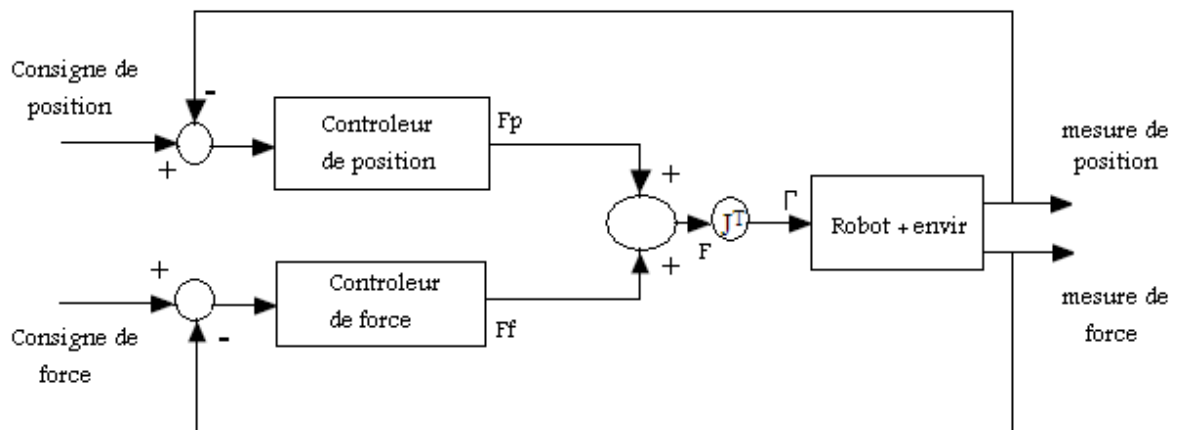 Consigne de
position
-
+
Controleur
de position
Fp
+
+
F
JT
Γ
Robot + envir
mesure de
position
mesure de
force
+
-
Consigne de
force
Controleur
de force
Ff